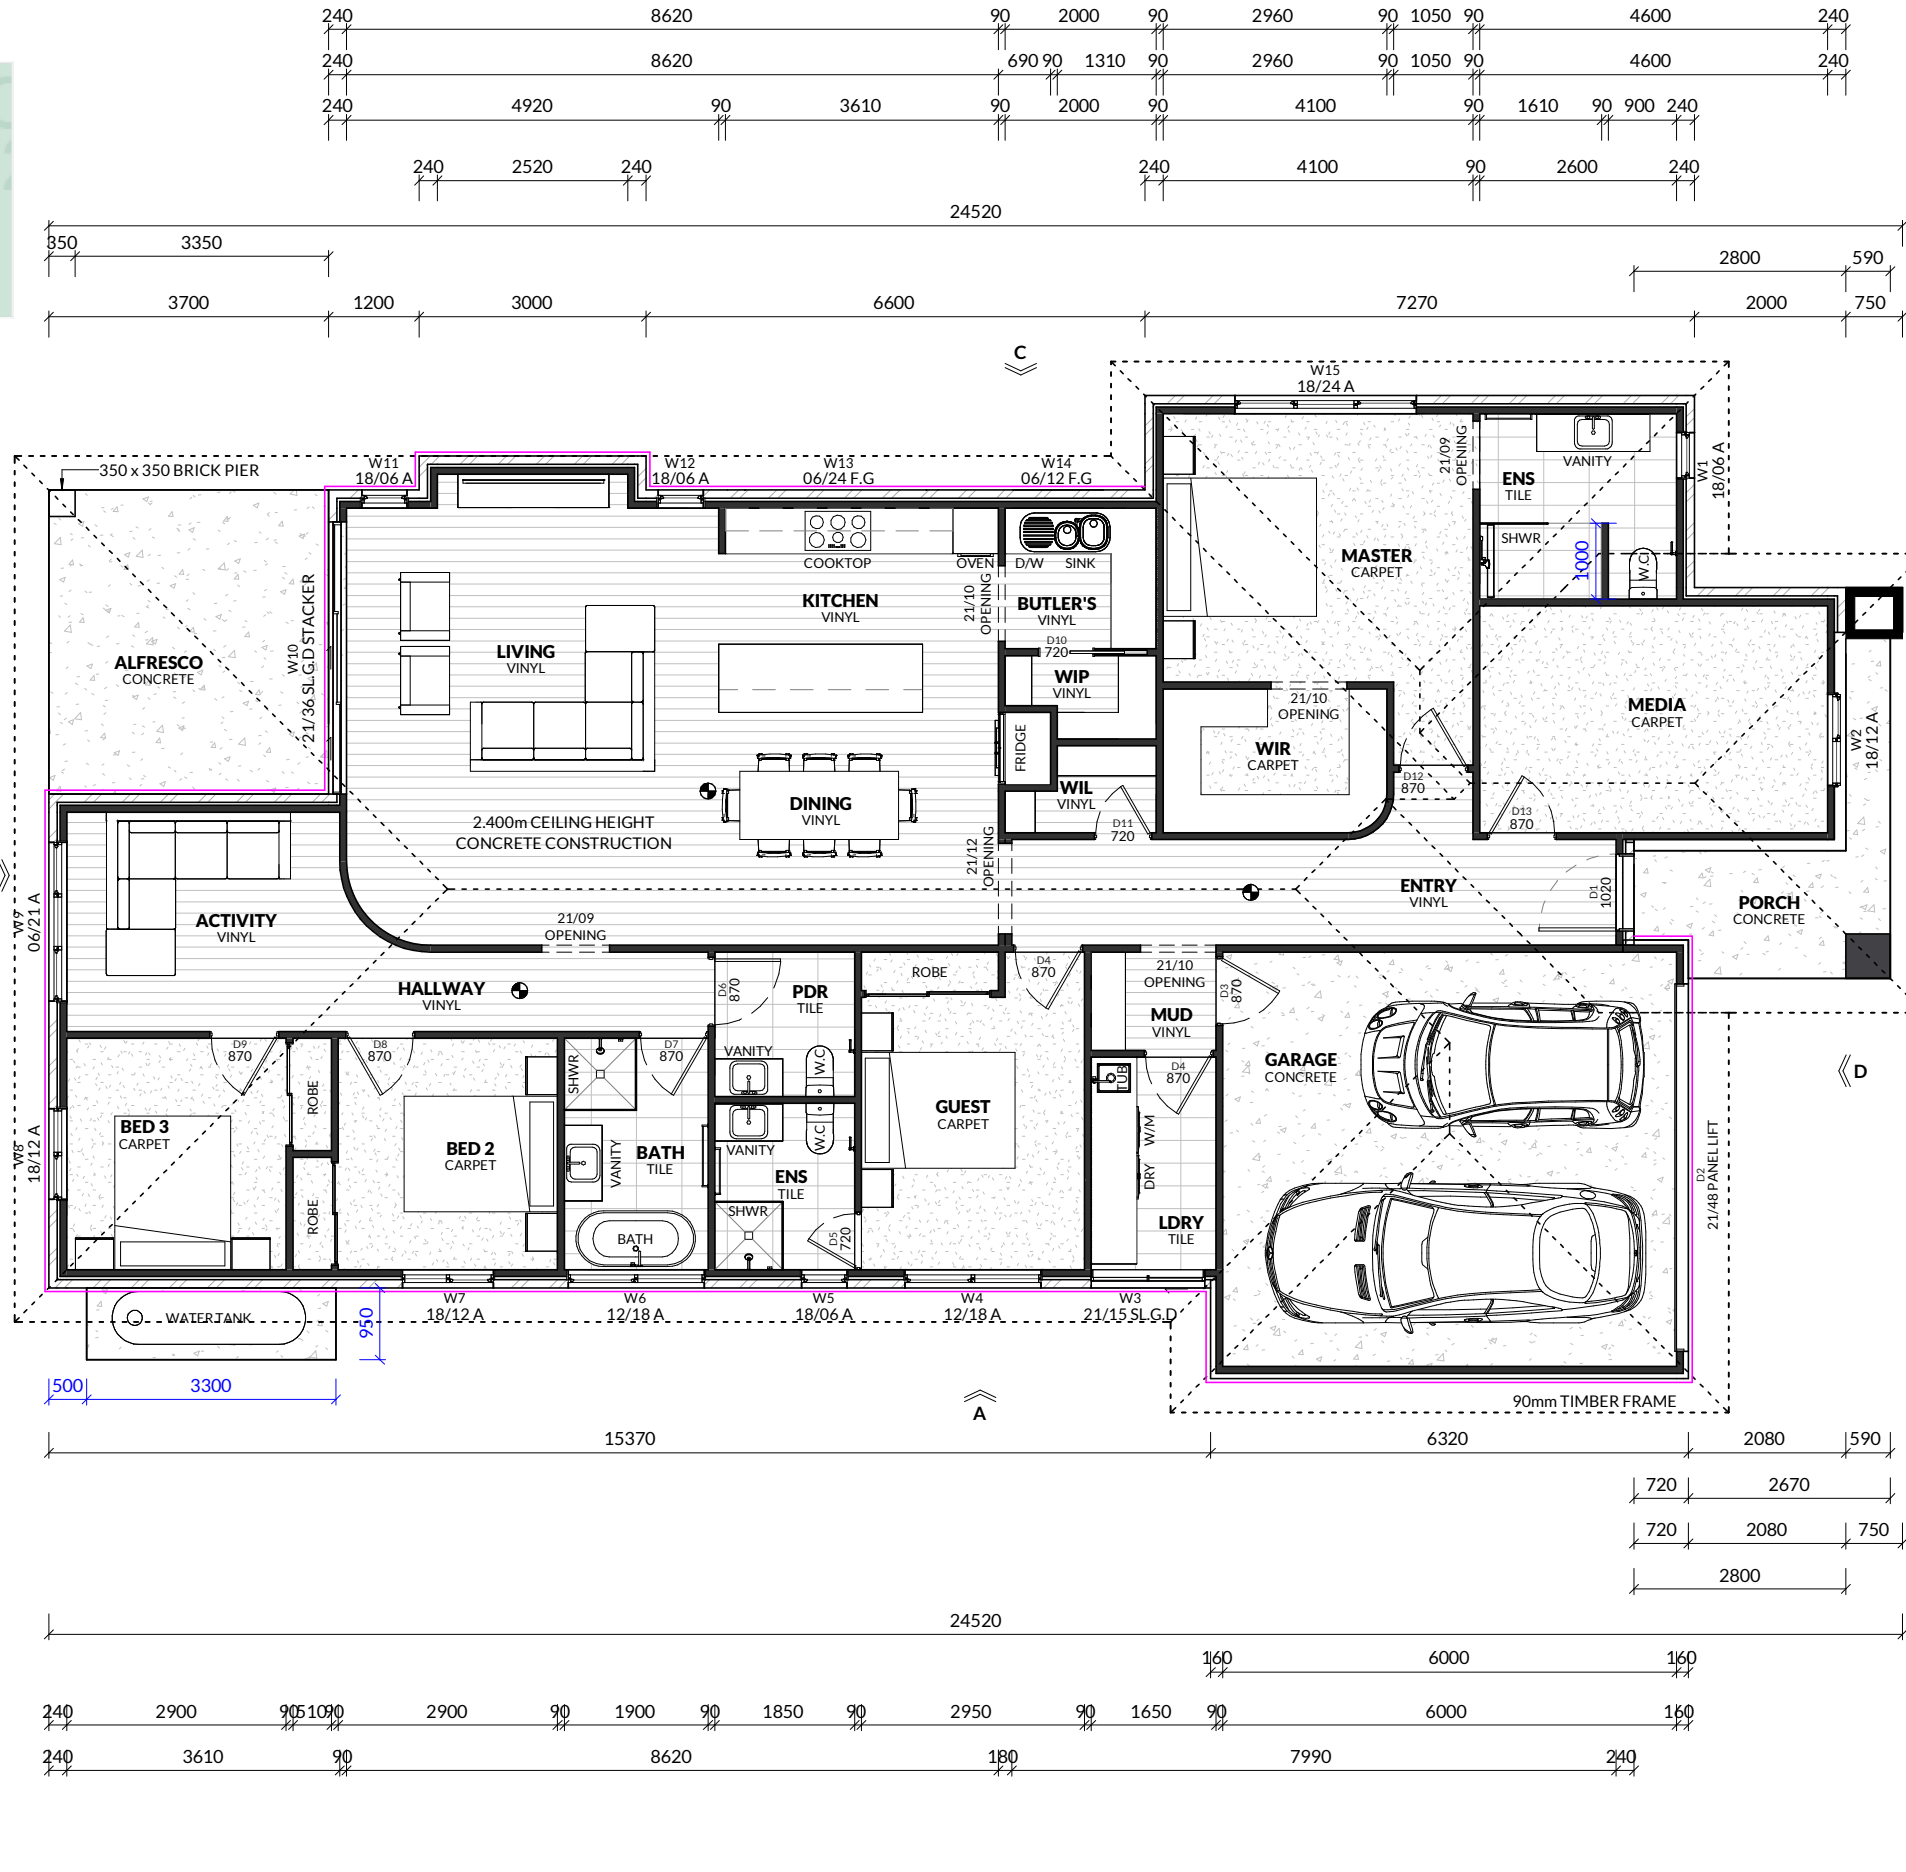 240 8620 90 2000 90 2960 90 1050 90 4600 240
240 8620 690 90 1310 90 2960 90 1050 90 4600 240
240 4920 90 3610 90 2000 90 4100 90 1610 90 900 240
240 2520 240 240 4100 90 2600 240
24520
350 3350
2800 590
3700 1200 3000 6600 7270 2000 750
C
W15
18/24 A
350 x 350 BRICK PIER
W11
18/06 A
W12
18/06 A
W13
06/24 F.G
W14
06/12 F.G
21/09
OPENING
VANITY
W1
18/06 A
ENS
TILE
SHWR
1000
W.C
COOKTOP
OVEN
D/W
SINK
MASTER
CARPET
W10
21/36 SL.G.D STACKER
21/10
OPENING
KITCHEN
VINYL
BUTLER'S
VINYL
D10
720
ALFRESCO
CONCRETE
LIVING
VINYL
WIP
VINYL
21/10
OPENING
MEDIA
CARPET
W2
18/12 A
FRIDGE
WIR
CARPET
D12
870
WIL
VINYL
D11
720
D13
870
DINING
VINYL
2.400m CEILING HEIGHT
CONCRETE CONSTRUCTION
21/12
OPENING
W9
06/21 A
ACTIVITY
VINYL
21/09
OPENING
ENTRY
VINYL
D1
1020
PORCH
CONCRETE
HALLWAY
VINYL
D6
870
PDR
TILE
ROBE
D4
870
21/10
OPENING
D3
870
MUD
VINYL
D9
870
D8
870
D7
870
VANITY
W.C
SHWR
ROBE
TUB
D4
870
GARAGE
CONCRETE
D
BED 3
CARPET
BED 2
CARPET
GUEST
CARPET
W8
18/12 A
VANITY
BATH
TILE
VANITY
W.C
W/M
DRY
ENS
TILE
D2
21/48 PANEL LIFT
ROBE
SHWR
D5
720
LDRY
TILE
BATH
WATER TANK
950
W7
18/12 A
W6
12/18 A
W5
18/06 A
W4
12/18 A
W3
21/15 SL.G.D
500 3300
A
90mm TIMBER FRAME
15370 6320 2080 590
720 2670
720 2080 750
2800
24520
160 6000 160
240 2900 90 510 90 2900 90 1900 90 1850 90 2950 90 1650 90 6000 160
240 3610 90 8620 180 7990 240